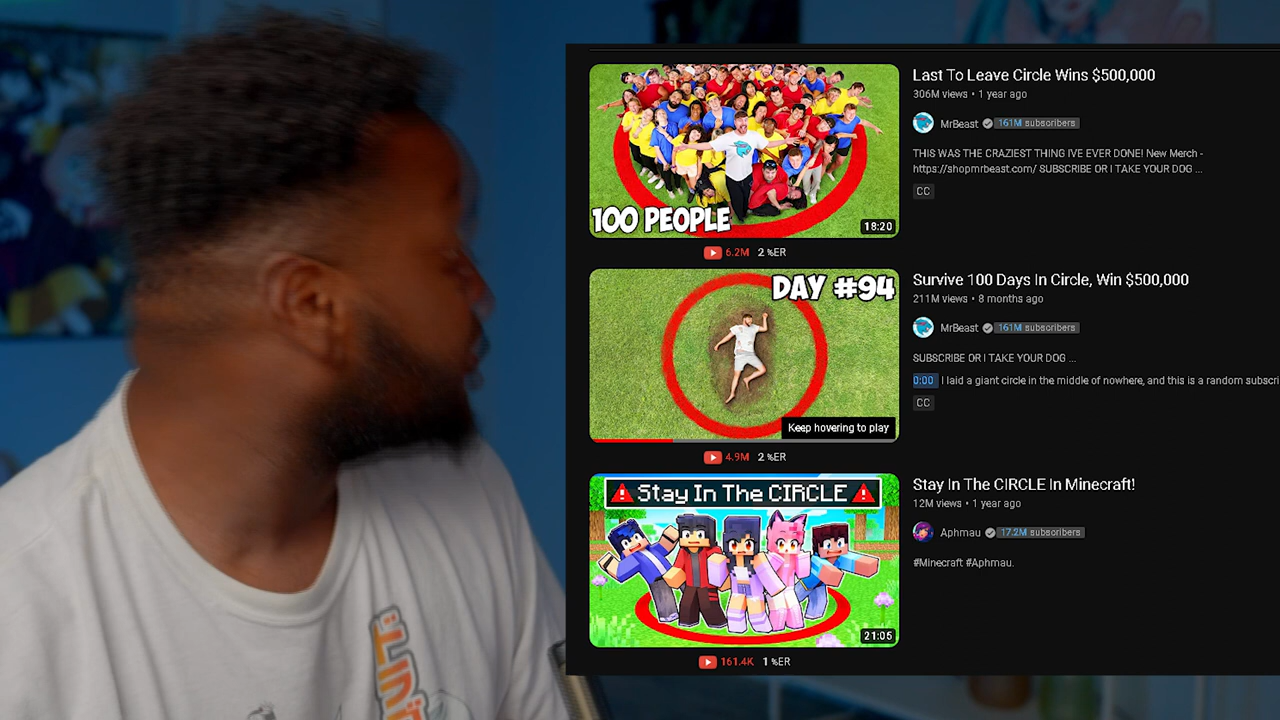 Last To Leave Circle Wins $500,000
306M views • 1 year ago
MrBeast 161M subscribers
THIS WAS THE CRAZIEST THING IVE EVER DONE! New Merch -
https://shopmrbeast.com/ SUBSCRIBE OR I TAKE YOUR DOG ...
CC
100 PEOPLE
18:20
6.2M 2 %ER
DAY #94
Keep hovering to play
Survive 100 Days In Circle, Win $500,000
211M views • 8 months ago
MrBeast 161M subscribers
SUBSCRIBE OR I TAKE YOUR DOG ...
0:00 I laid a giant circle in the middle of nowhere, and this is a random subscri
CC
4.9M 2 %ER
Stay In The CIRCLE
21:05
Stay In The CIRCLE In Minecraft!
12M views • 1 year ago
Aphmau 17.2M subscribers
#Minecraft #Aphmau.
161.4K 1 %ER